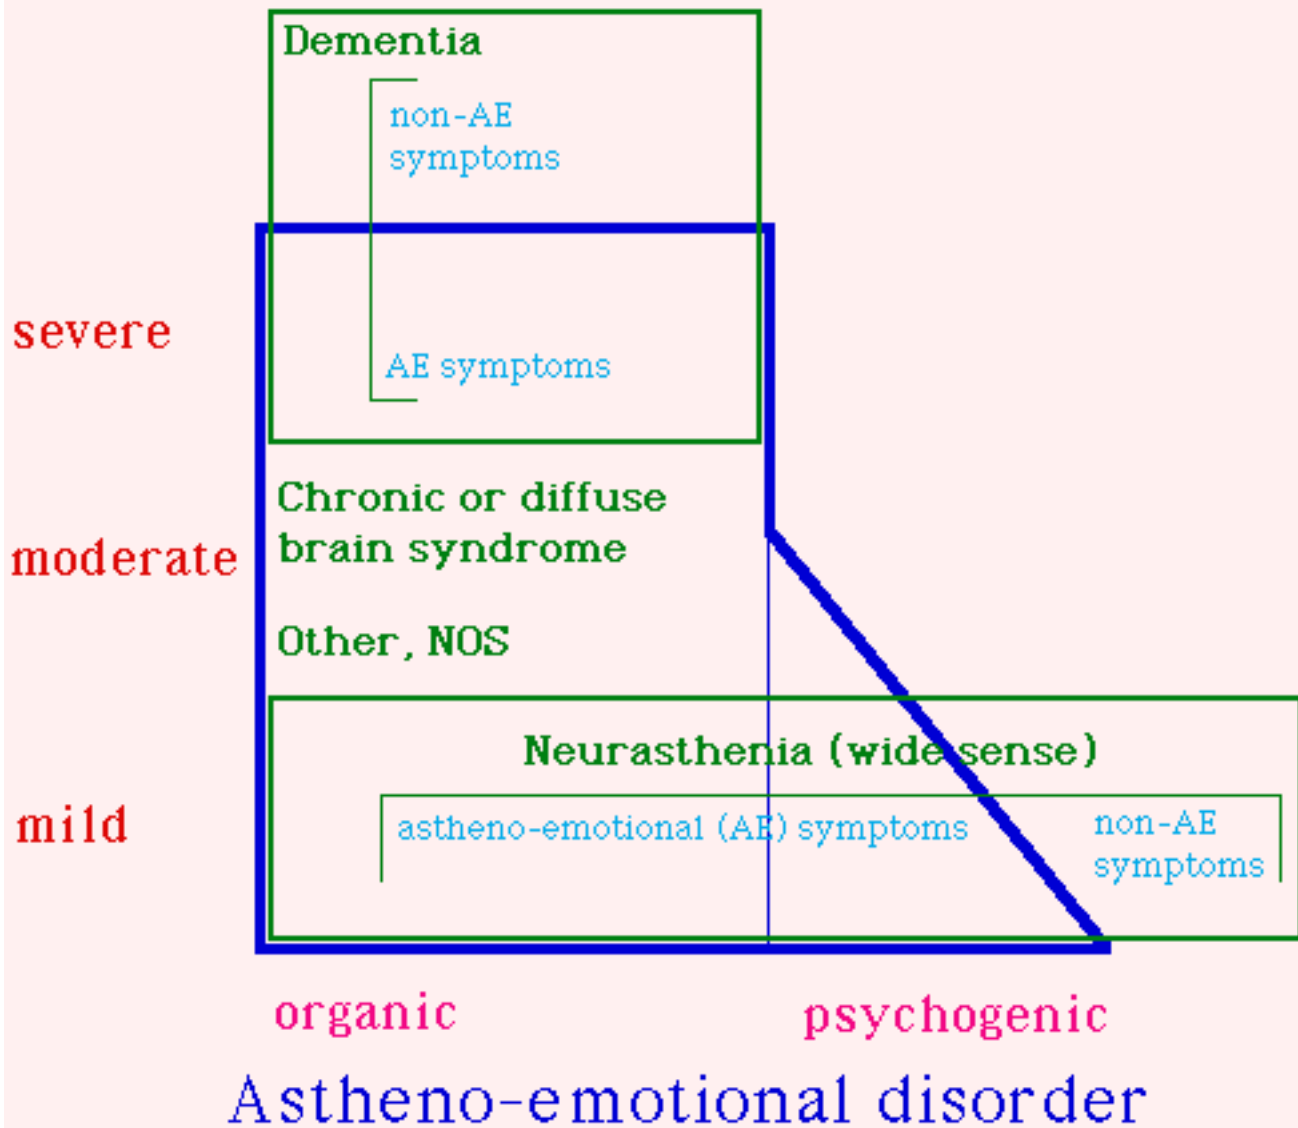 Dementia
non-AE
symptoms
severe
AE symptoms
Chronic or diffuse
moderate
brain syndrome
Other, NOS
Neurasthenia (wide sense)
mild
astheno-emotional (AE) symptoms
non-AE
symptoms
organic
psychogenic
Astheno-emotional disorder